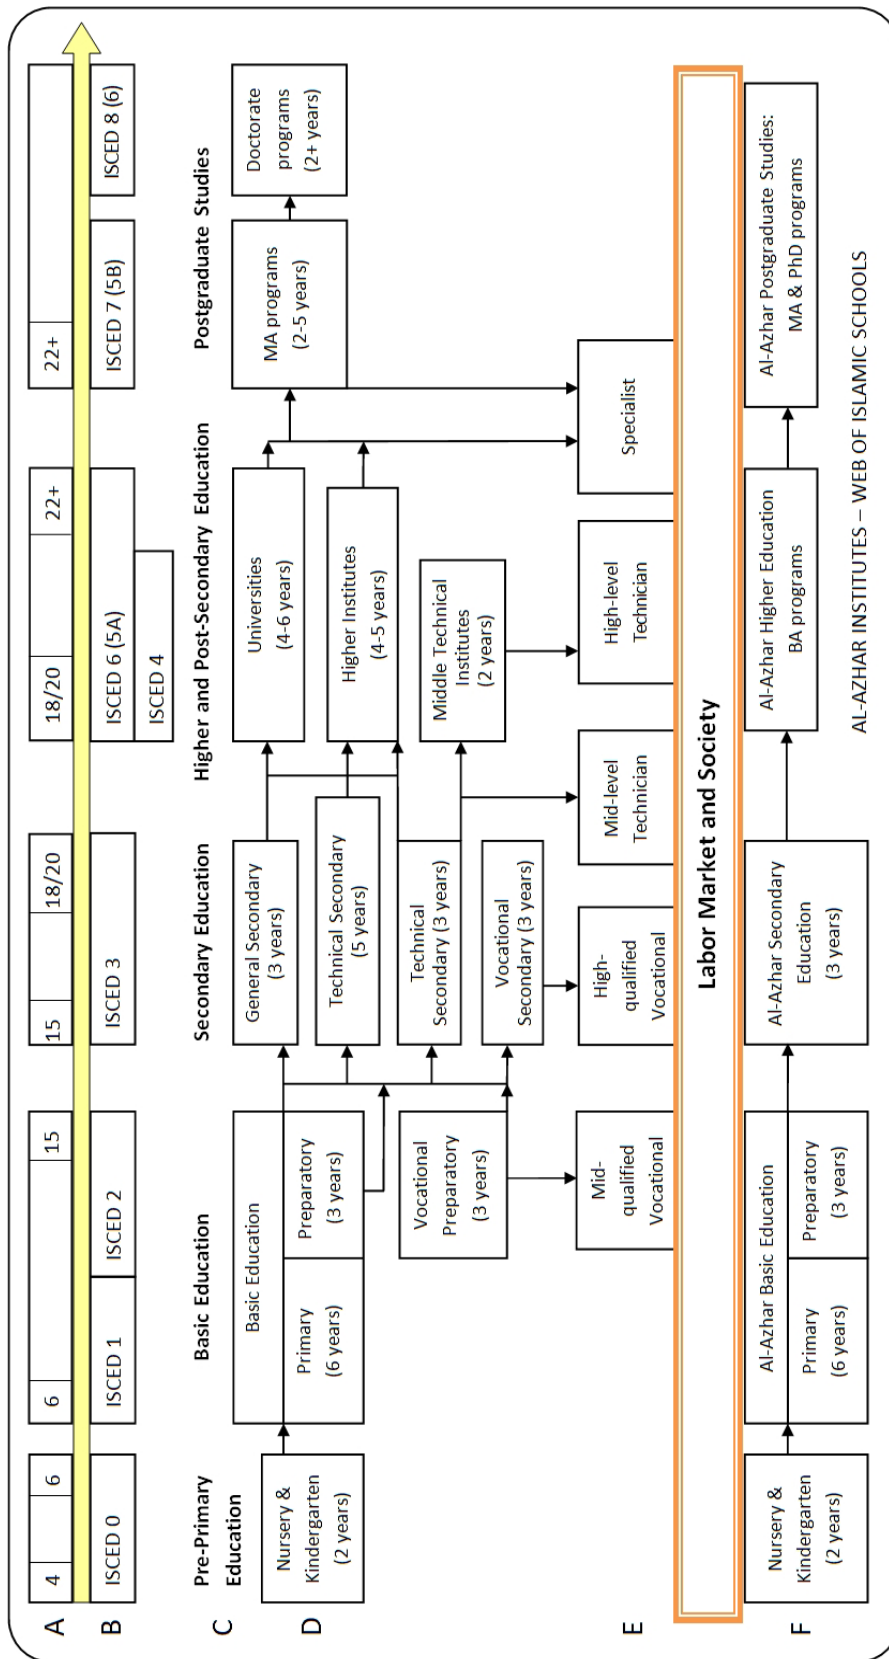 A
4
6
6
15
15
18/20
18/20
22+
22+
B
ISCED 0
ISCED 1
ISCED 2
ISCED 3
ISCED 6 (5A)
ISCED 4
ISCED 7 (5B)
ISCED 8 (6)
C
Pre-Primary
Education
Basic Education
Secondary Education
Higher and Post-Secondary Education
Postgraduate Studies
D
Nursery &
Kindergarten
(2 years)
Basic Education
Primary
(6 years)
Preparatory
(3 years)
Vocational
Preparatory
(3 years)
General Secondary
(3 years)
Technical Secondary
(5 years)
Technical
Secondary (3 years)
Vocational
Secondary (3 years)
Universities
(4-6 years)
Higher Institutes
(4-5 years)
Middle Technical
Institutes
(2 years)
MA programs
(2-5 years)
Doctorate
programs
(2+ years)
E
Mid-
qualified
Vocational
High-
qualified
Vocational
Mid-level
Technician
High-level
Technician
Specialist
Labor Market and Society
F
Nursery &
Kindergarten
(2 years)
Al-Azhar Basic Education
Primary
(6 years)
Preparatory
(3 years)
Al-Azhar Secondary
Education
(3 years)
Al-Azhar Higher Education
BA programs
Al-Azhar Postgraduate Studies:
MA & PhD programs
AL-AZHAR INSTITUTES – WEB OF ISLAMIC SCHOOLS